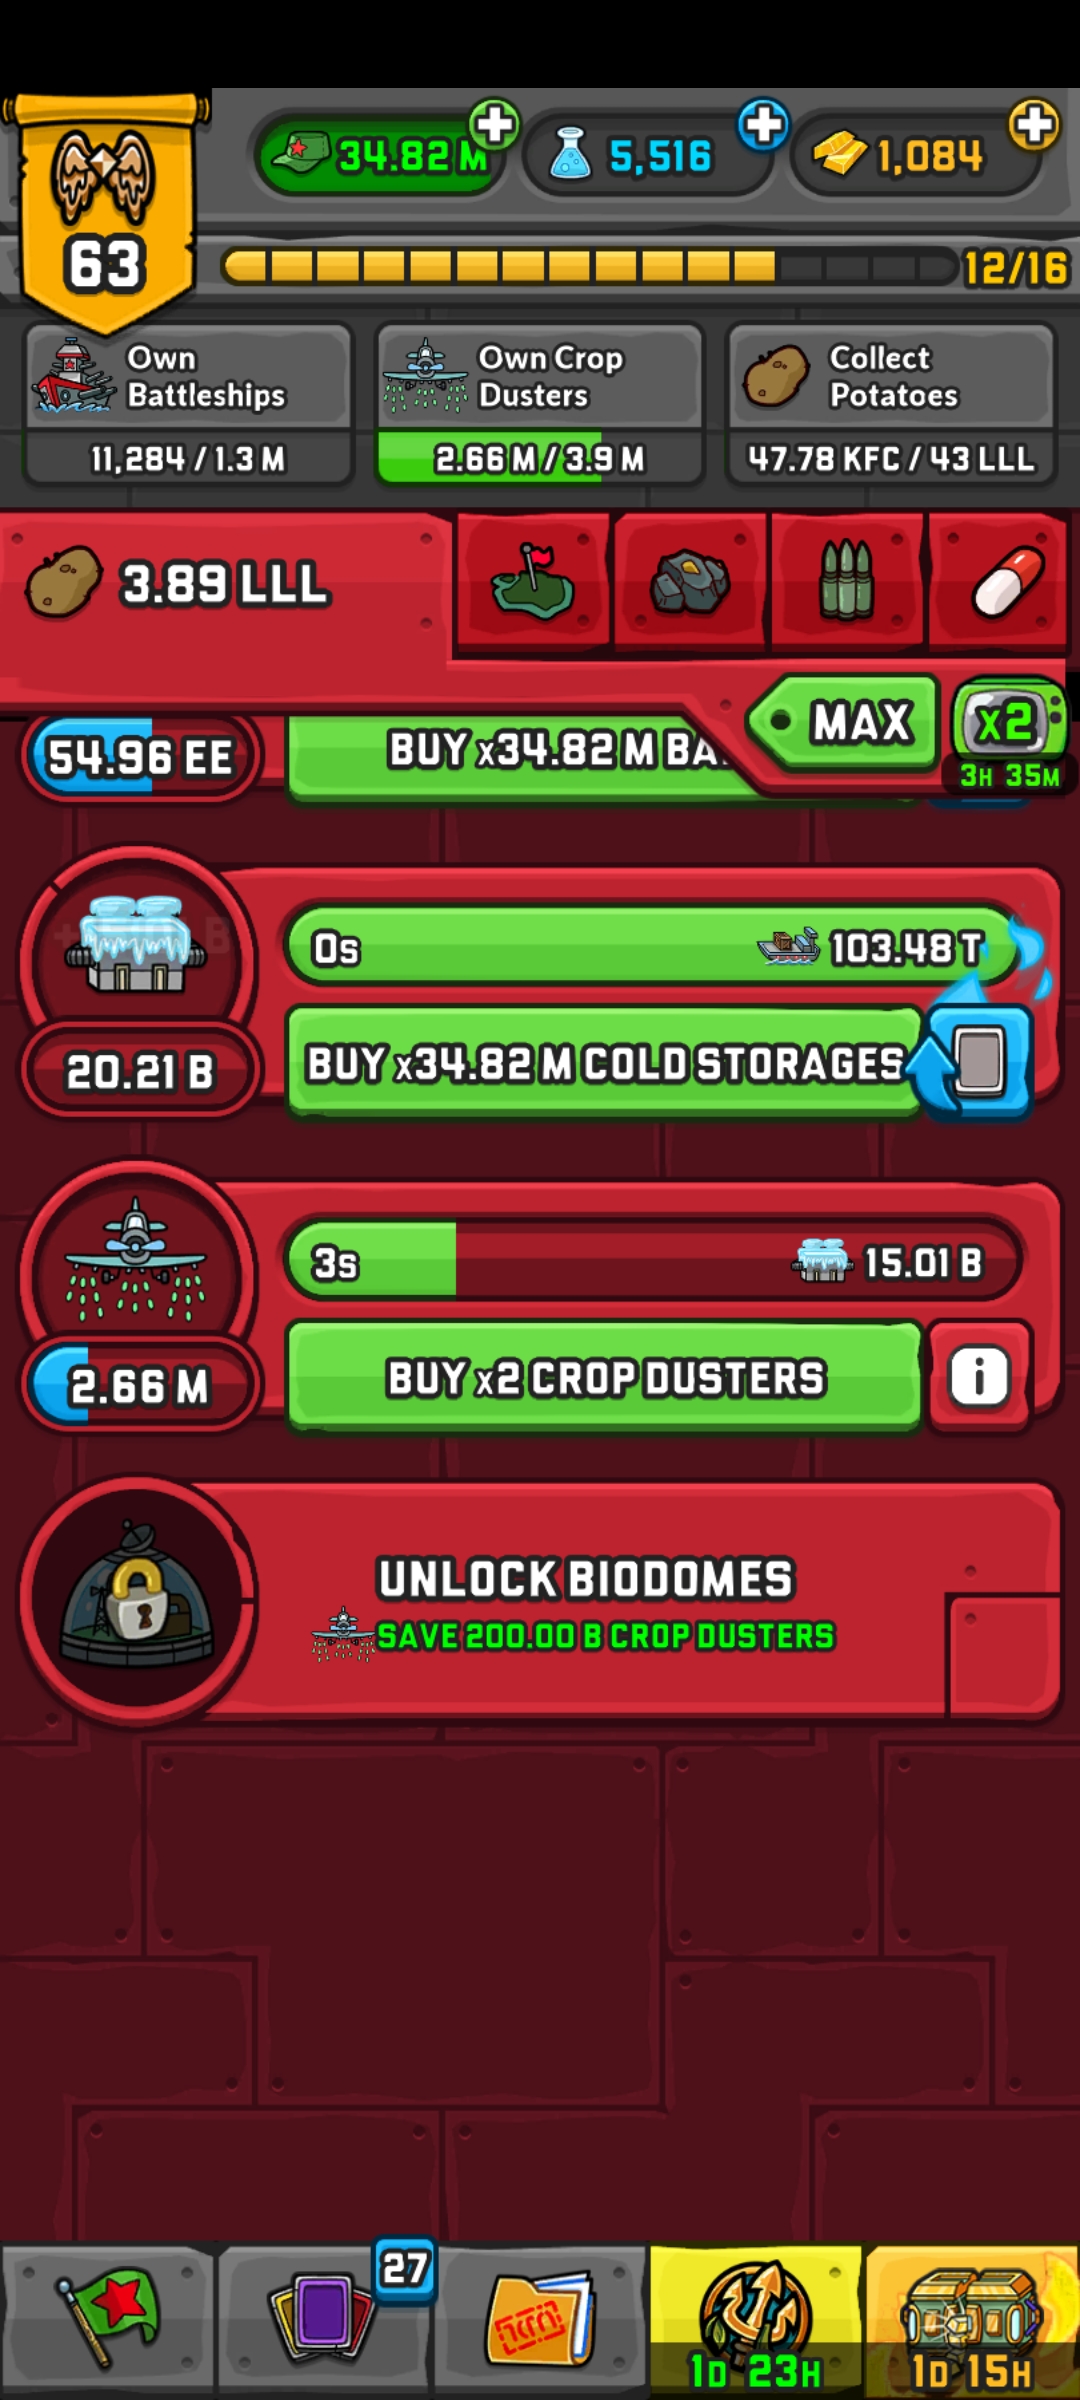 34.82 M
5,516
1,084
63
12/16
Own
Battleships
11,284 / 1.3 M
Own Crop
Dusters
2.66 M / 3.9 M
Collect
Potatoes
47.78 KFC / 43 LLL
3.89 LLL
MAX
x2
3H 35M
54.96 EE
BUY x34.82 M BA
0s
103.48 T
20.21 B
BUY x34.82 M COLD STORAGES
3s
15.01 B
2.66 M
BUY x2 CROP DUSTERS
i
UNLOCK BIODOMES
SAVE 200.00 B CROP DUSTERS
27
1D 23H
1D 15H